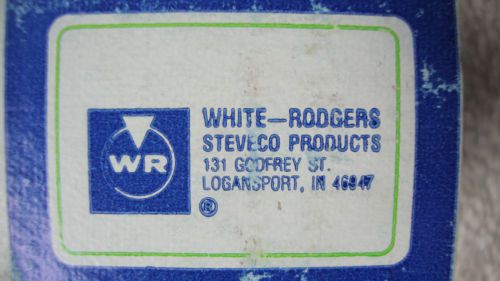 WR
WHITE-RODGERS
STEVECO PRODUCTS
131 GODFREY ST.
LOGANSPORT, IN 46947
®